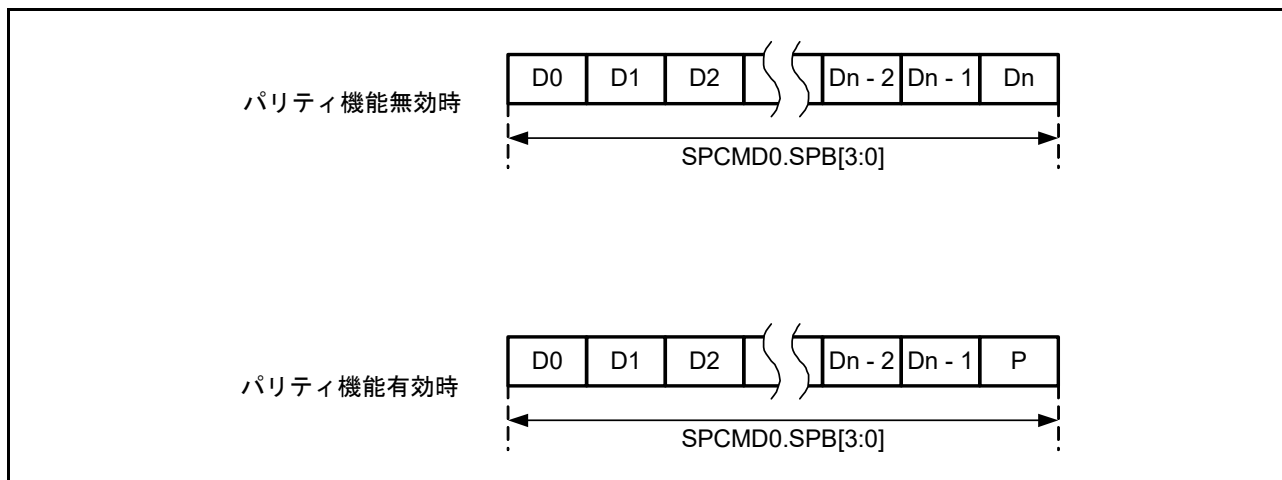 D0 D1 D2 Dn - 2 Dn - 1 Dn
パリティ機能無効時
SPCMD0.SPB[3:0]
D0 D1 D2 Dn - 2 Dn - 1 P
パリティ機能有効時
SPCMD0.SPB[3:0]